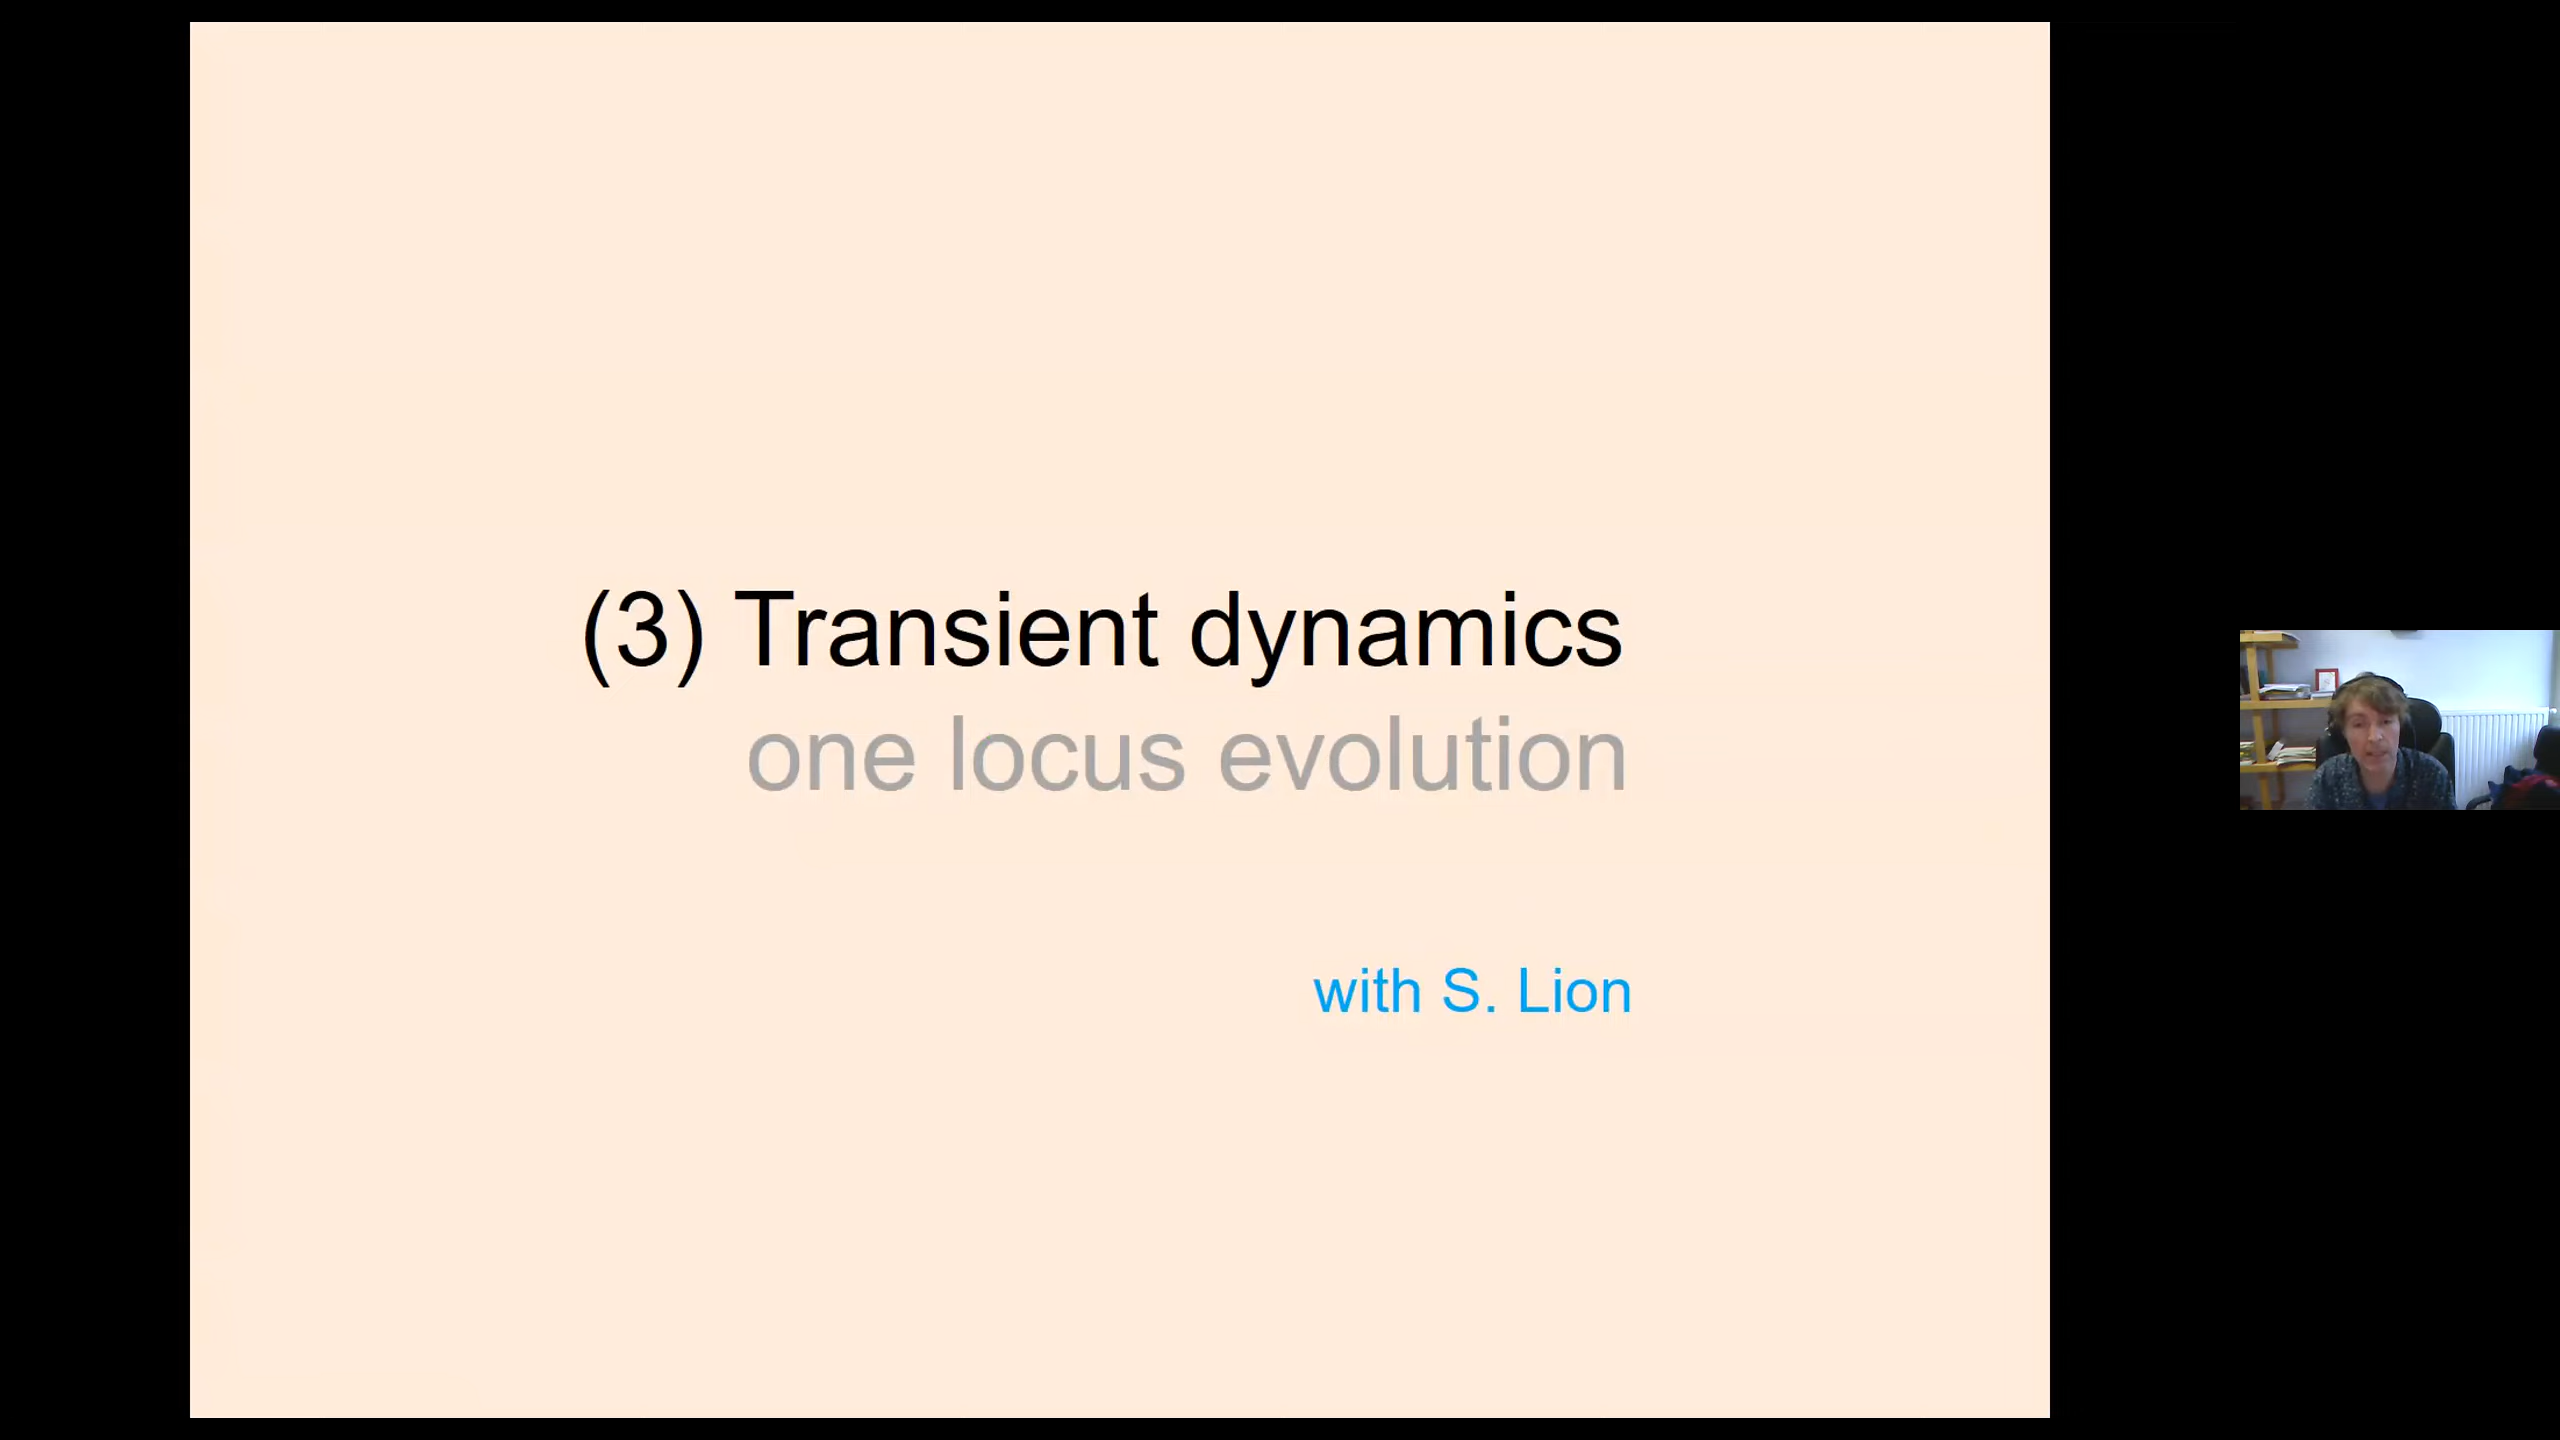 (3) Transient dynamics
one locus evolution
with S. Lion